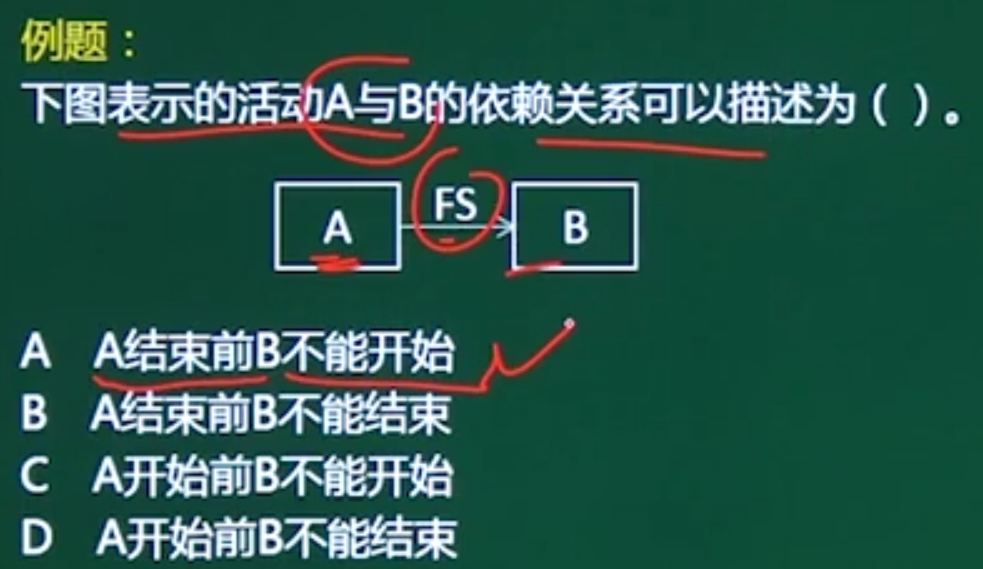 例题：
下图表示的活动A与B的依赖关系可以描述为（ ）。
A FS B
A A结束前B不能开始
B A结束前B不能结束
C A开始前B不能开始
D A开始前B不能结束